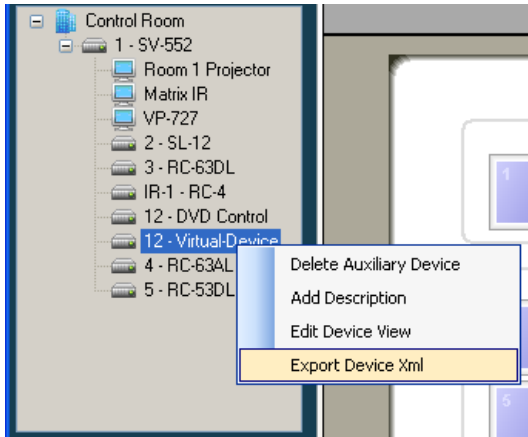 Control Room
1 - SV-552
Room 1 Projector
Matrix IR
VP-727
2 - SL-12
3 - RC-63DL
IR-1 - RC-4
12 - DVD Control
12 - Virtual-Device
4 - RC-63AL
5 - RC-53DL
Delete Auxiliary Device
Add Description
Edit Device View
Export Device Xml
1
5